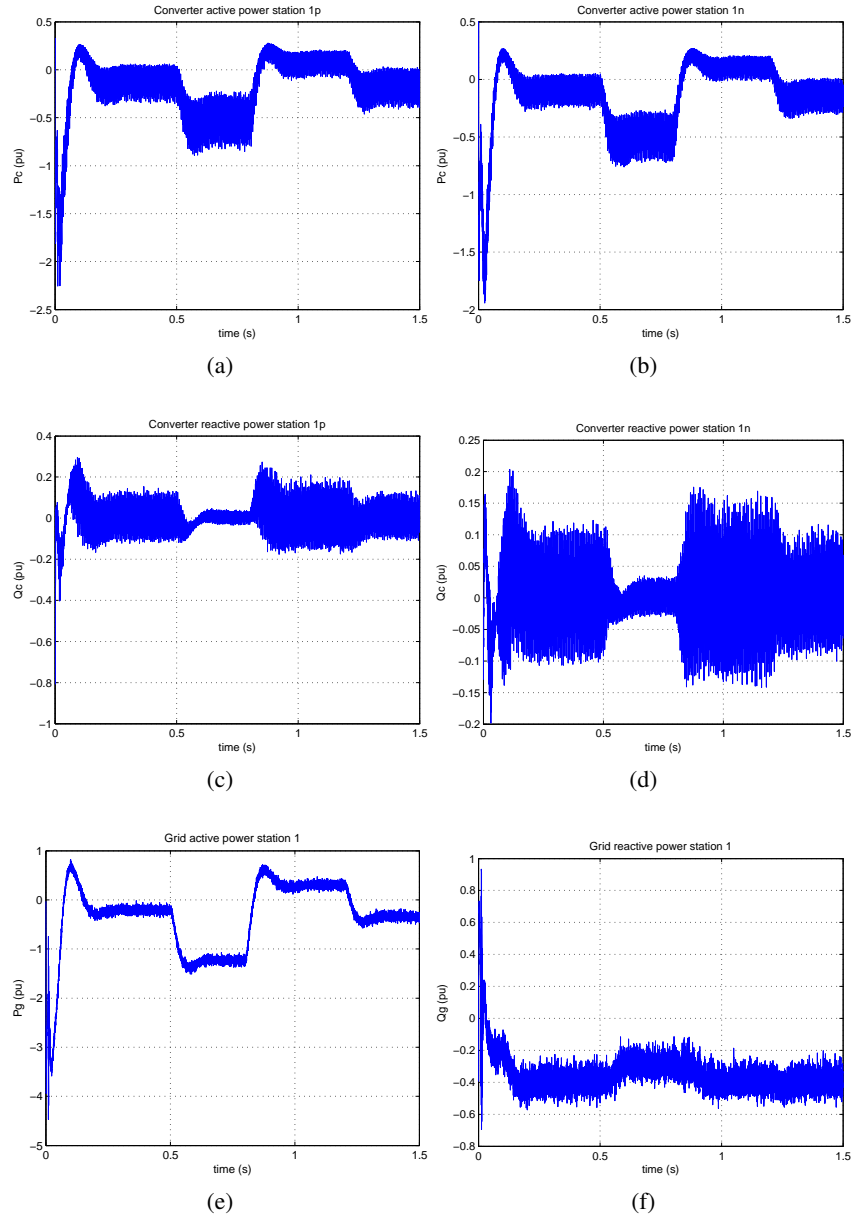 Converter active power station 1p
0.5
0
−0.5
−1
−1.5
−2
−2.5
Pc (pu)
0 0.5 1 1.5
time (s)
(a)
Converter active power station 1n
0.5
0
−0.5
−1
−1.5
−2
Pc (pu)
0 0.5 1 1.5
time (s)
(b)
Converter reactive power station 1p
0.4
0.2
0
−0.2
−0.4
−0.6
−0.8
−1
Qc (pu)
0 0.5 1 1.5
time (s)
(c)
Converter reactive power station 1n
0.25
0.2
0.15
0.1
0.05
0
−0.05
−0.1
−0.15
−0.2
Qc (pu)
0 0.5 1 1.5
time (s)
(d)
Grid active power station 1
1
0
−1
−2
−3
−4
−5
Pg (pu)
0 0.5 1 1.5
time (s)
(e)
Grid reactive power station 1
1
0.8
0.6
0.4
0.2
0
−0.2
−0.4
−0.6
−0.8
Qg (pu)
0 0.5 1 1.5
time (s)
(f)